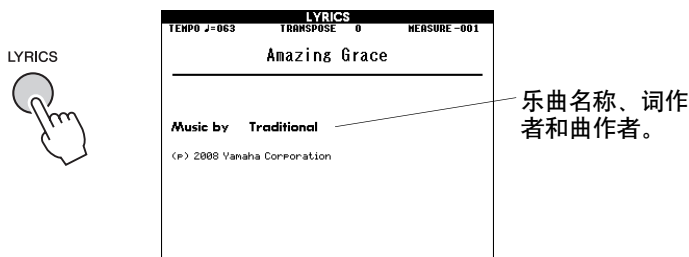 LYRICS
LYRICS
TEMPO ♩=063 TRANSPOSE 0 MEASURE -001
Amazing Grace
Music by Traditional
(P) 2008 Yamaha Corporation
乐曲名称、词作
者和曲作者。